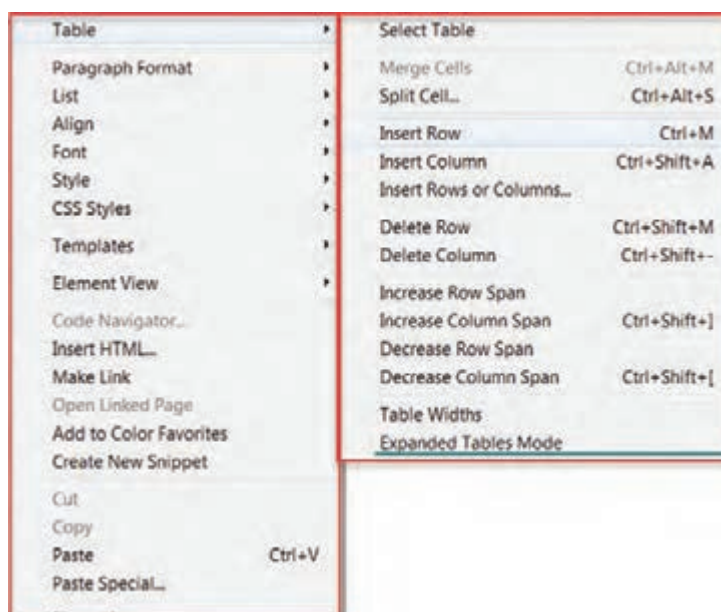 Table
Paragraph Format
List
Align
Font
Style
CSS Styles
Templates
Element View
Code Navigator...
Insert HTML...
Make Link
Open Linked Page
Add to Color Favorites
Create New Snippet
Cut
Copy
Paste Ctrl+V
Paste Special...
Select Table
Merge Cells Ctrl+Alt+M
Split Cell... Ctrl+Alt+S
Insert Row Ctrl+M
Insert Column Ctrl+Shift+A
Insert Rows or Columns...
Delete Row Ctrl+Shift+M
Delete Column Ctrl+Shift+-
Increase Row Span
Increase Column Span Ctrl+Shift+]
Decrease Row Span
Decrease Column Span Ctrl+Shift+[
Table Widths
Expanded Tables Mode